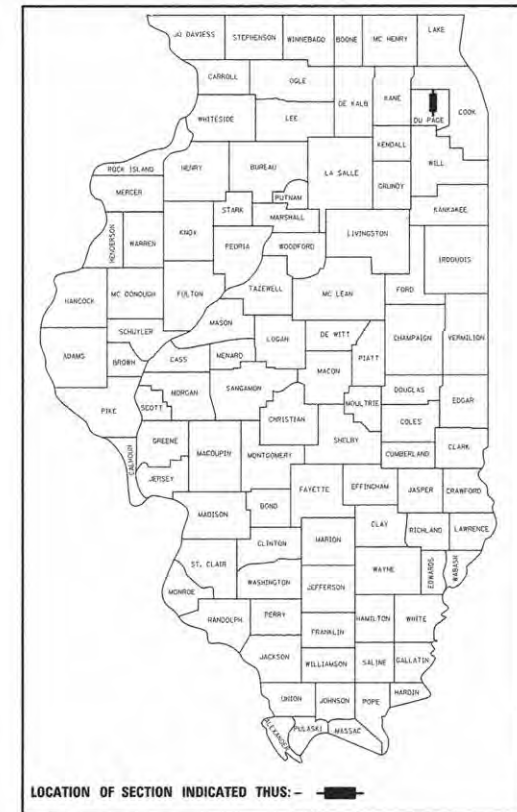 JO DAVIESS STEPHENSON WINNEBAGO BOONE MC HENRY LAKE
CARROLL OGLE
DE KALB KANE COOK
DU PAGE
WHITESIDE LEE
KENDALL WILL
ROCK ISLAND HENRY BUREAU LA SALLE
GRUNDY
MERCER PUTNAM
KANKAKEE
STARK MARSHALL
HENDERSON WARREN KNOX LIVINGSTON
PEORIA WOODFORD
IROQUOIS
HANCOCK MC DONOUGH FULTON TAZEWELL MC LEAN FORD
SCHUYLER MASON
ADAMS BROWN CASS MENARD LOGAN DE WITT PIATT CHAMPAIGN VERMILION
MACON
MORGAN SANGAMON
PIKE SCOTT CHRISTIAN MOULTRIE DOUGLAS EDGAR
COLES
CALHOUN GREENE MACOUPIN MONTGOMERY SHELBY CUMBERLAND CLARK
JERSEY
FAYETTE EFFINGHAM JASPER CRAWFORD
MADISON BOND
CLAY
CLINTON MARION RICHLAND LAWRENCE
ST. CLAIR
WASHINGTON JEFFERSON WAYNE EDWARDS WABASH
MONROE
RANDOLPH PERRY HAMILTON WHITE
FRANKLIN
JACKSON WILLIAMSON SALINE GALLATIN
HARDIN
UNION JOHNSON POPE
ALEXANDER PULASKI MASSAC
LOCATION OF SECTION INDICATED THUS: -